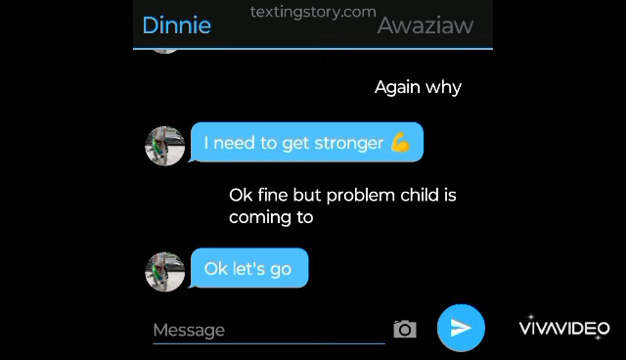 textingstory.com
Dinnie
Awaziaw
Again why
I need to get stronger 💪
Ok fine but problem child is
coming to
Ok let's go
Message
VIVAVIDEO